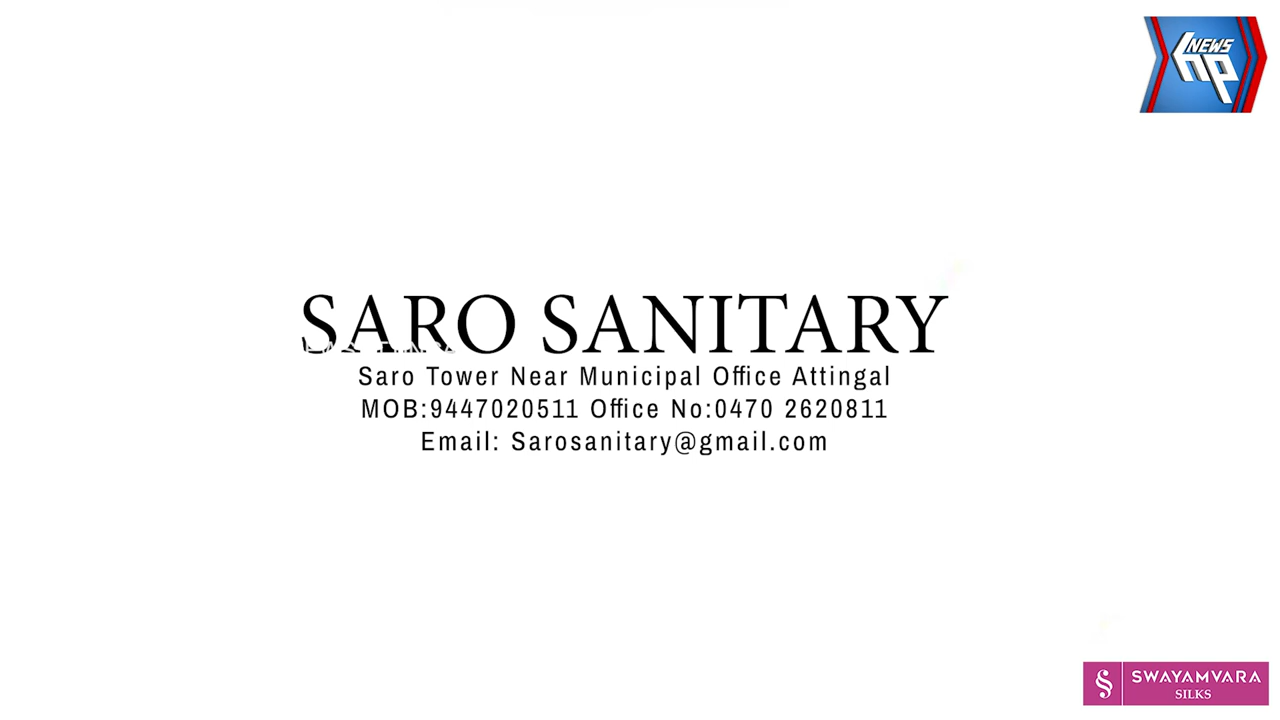 NEWS
SARO SANITARY
Saro Tower Near Municipal Office Attingal
MOB:9447020511 Office No:0470 2620811
Email: Sarosanitary@gmail.com
SWAYAMVARA
SILKS